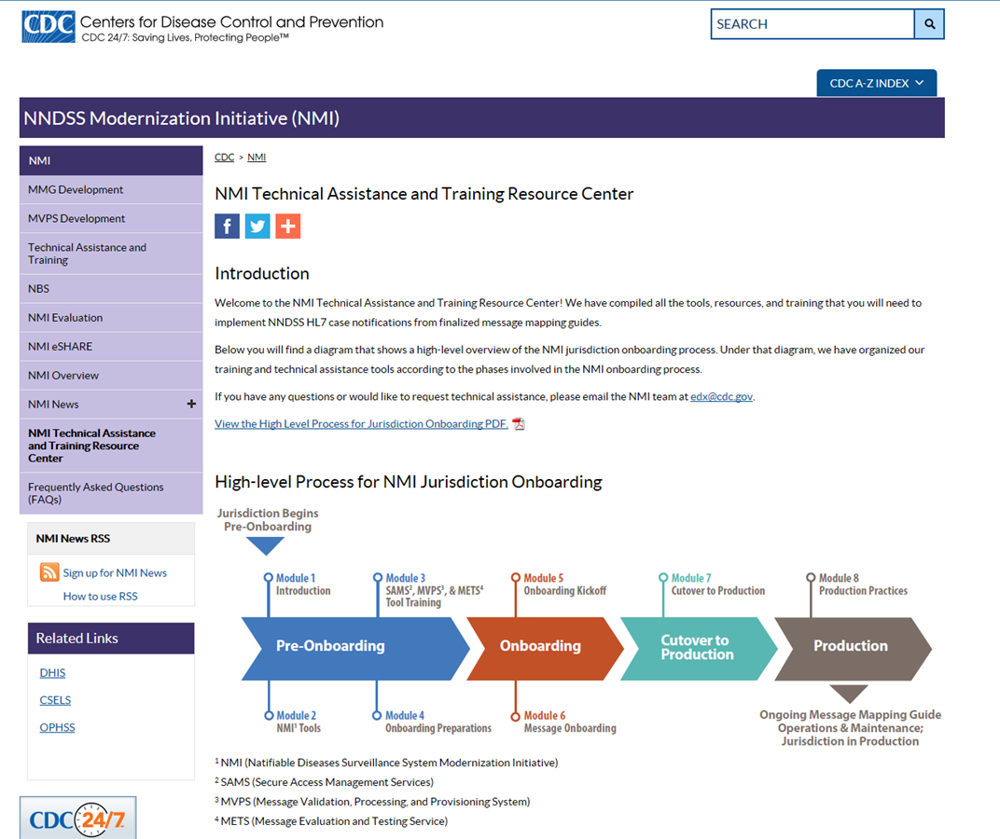 CDC Centers for Disease Control and Prevention
CDC 24/7: Saving Lives, Protecting People™
SEARCH
CDC A-Z INDEX
NNDSS Modernization Initiative (NMI)
NMI
MMG Development
MVPS Development
Technical Assistance and
Training
NBS
NMI Evaluation
NMI eSHARE
NMI Overview
NMI News +
NMI Technical Assistance
and Training Resource
Center
Frequently Asked Questions
(FAQs)
NMI News RSS
Sign up for NMI News
How to use RSS
Related Links
DHIS
CSELS
OPHSS
CDC 24/7
CDC > NMI
NMI Technical Assistance and Training Resource Center
Introduction
Welcome to the NMI Technical Assistance and Training Resource Center! We have compiled all the tools, resources, and training that you will need to
implement NNDSS HL7 case notifications from finalized message mapping guides.
Below you will find a diagram that shows a high-level overview of the NMI jurisdiction onboarding process. Under that diagram, we have organized our
training and technical assistance tools according to the phases involved in the NMI onboarding process.
If you have any questions or would like to request technical assistance, please email the NMI team at edx@cdc.gov.
View the High Level Process for Jurisdiction Onboarding PDF.
High-level Process for NMI Jurisdiction Onboarding
Jurisdiction Begins
Pre-Onboarding
Module 1
Introduction
Module 3
SAMS², MVPS³, & METS⁴
Tool Training
Module 5
Onboarding Kickoff
Module 7
Cutover to Production
Module 8
Production Practices
Pre-Onboarding
Onboarding
Cutover to
Production
Production
Module 2
NMI¹ Tools
Module 4
Onboarding Preparations
Module 6
Message Onboarding
Ongoing Message Mapping Guide
Operations & Maintenance;
Jurisdiction in Production
¹ NMI (Natifiable Diseases Surveillance System Modernization Initiative)
² SAMS (Secure Access Management Services)
³ MVPS (Message Validation, Processing, and Provisioning System)
⁴ METS (Message Evaluation and Testing Service)